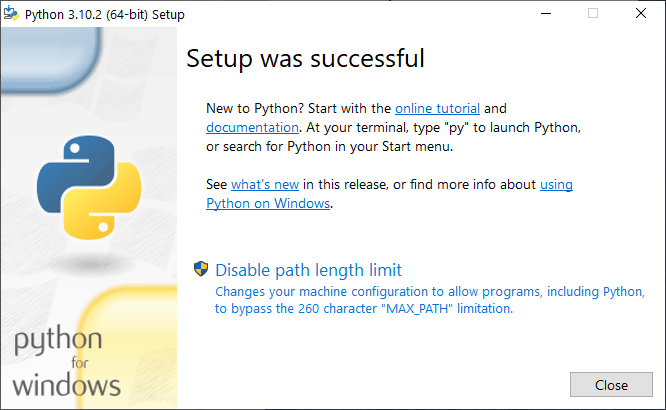 Python 3.10.2 (64-bit) Setup
Setup was successful
New to Python? Start with the online tutorial and
documentation. At your terminal, type "py" to launch Python,
or search for Python in your Start menu.
See what's new in this release, or find more info about using
Python on Windows.
Disable path length limit
Changes your machine configuration to allow programs, including Python,
to bypass the 260 character "MAX_PATH" limitation.
python
for
windows
Close